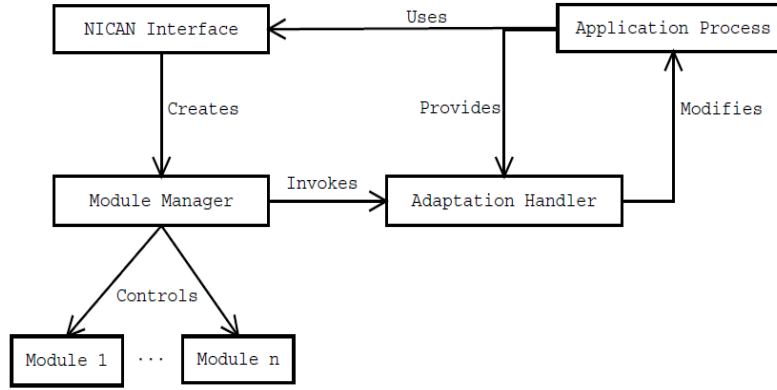 Uses
NICAN Interface
Application Process
Creates
Provides
Modifies
Invokes
Module Manager
Adaptation Handler
Controls
Module 1
...
Module n